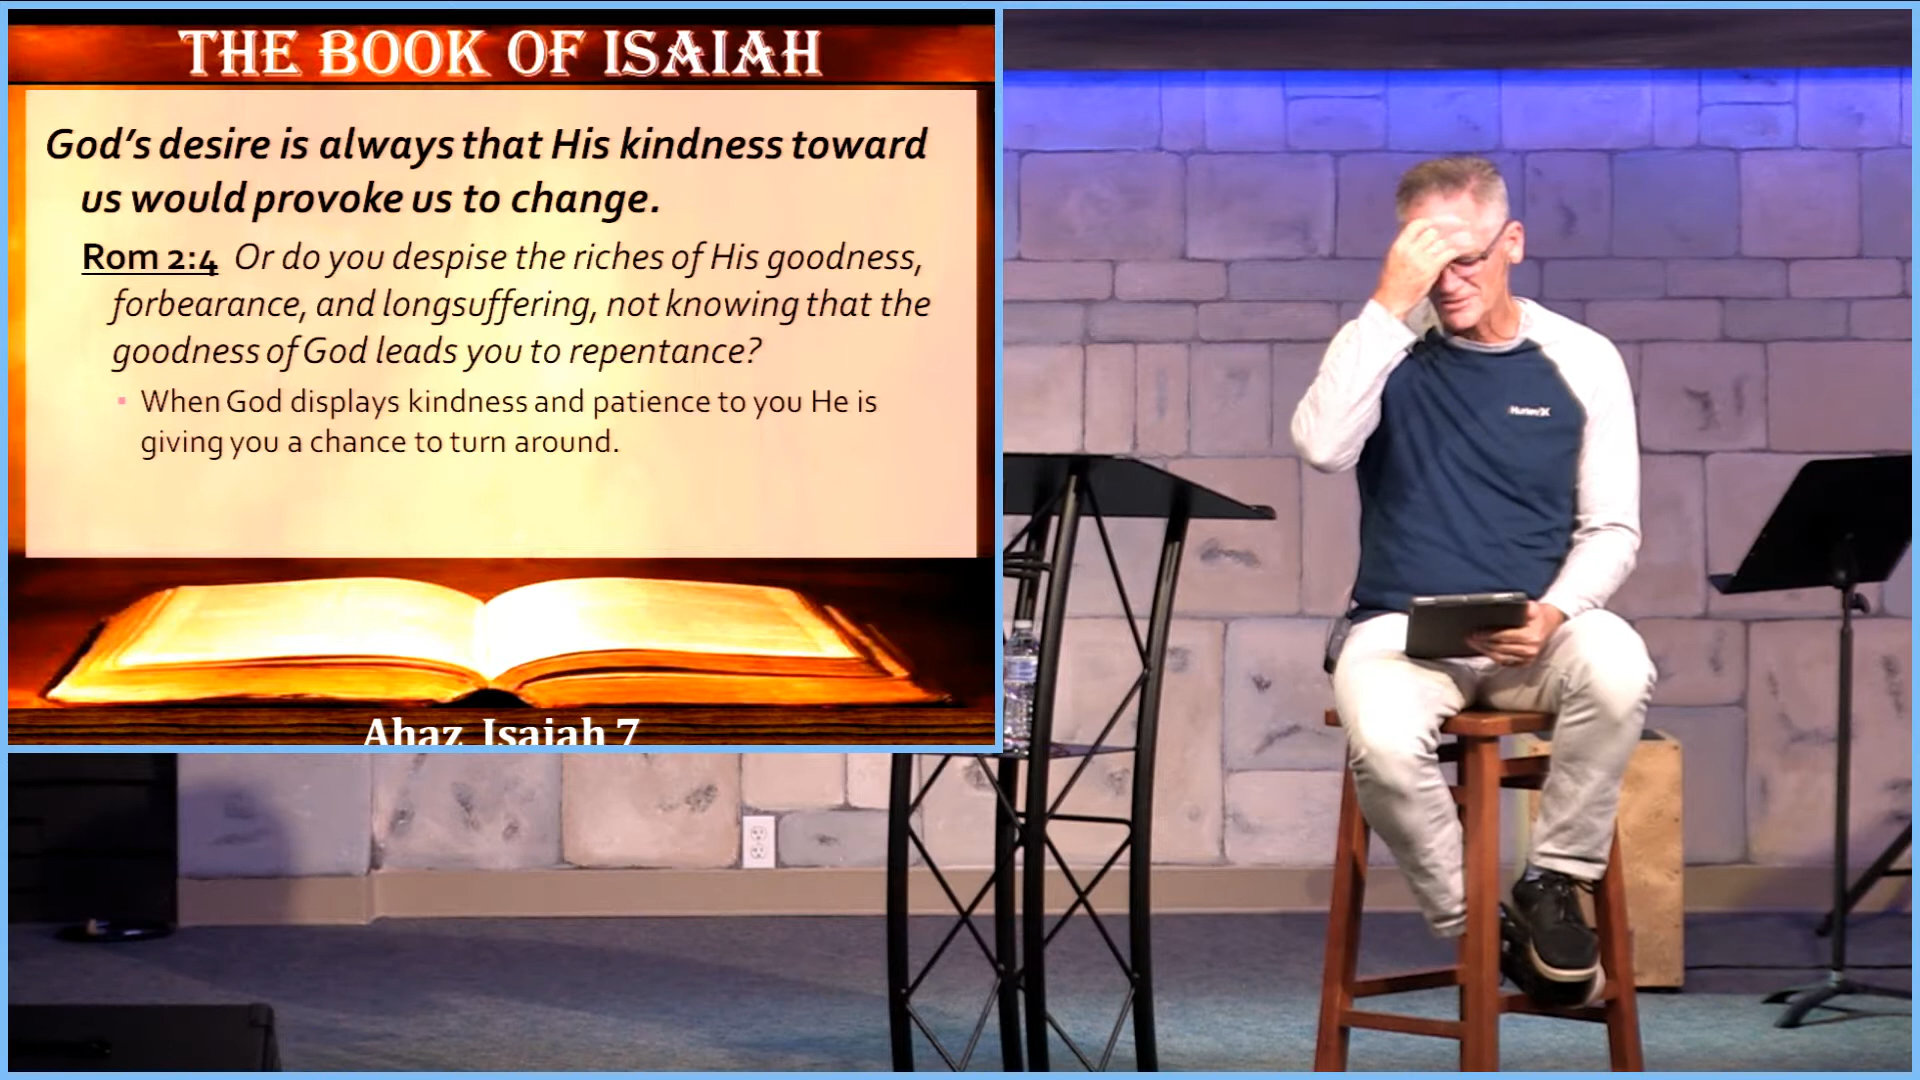 THE BOOK OF ISAIAH
God's desire is always that His kindness toward
us would provoke us to change.
Rom 2:4 Or do you despise the riches of His goodness,
forbearance, and longsuffering, not knowing that the
goodness of God leads you to repentance?
▪ When God displays kindness and patience to you He is
giving you a chance to turn around.
Ahaz Isaiah 7
Hurley